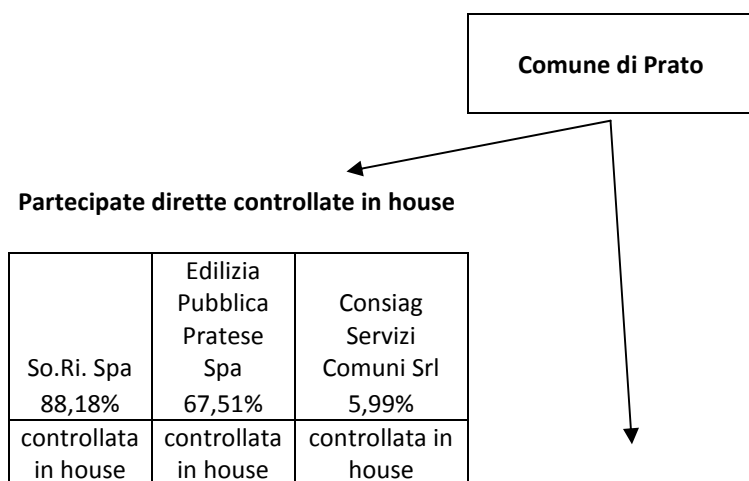 Comune di Prato
Partecipate dirette controllate in house
So.Ri. Spa
88,18%
controllata
in house
Edilizia
Pubblica
Pratese
Spa
67,51%
controllata
in house
Consiag
Servizi
Comuni Srl
5,99%
controllata in
house